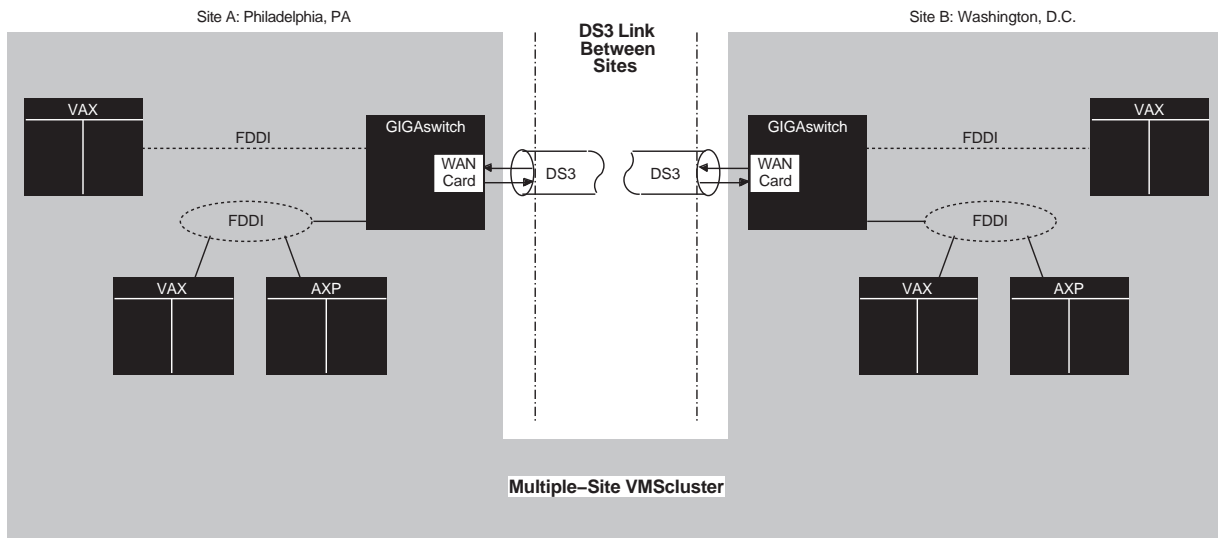 Site A: Philadelphia, PA
Site B: Washington, D.C.
DS3 Link
Between
Sites
VAX
FDDI
GIGAswitch
WAN
Card
FDDI
VAX
AXP
DS3
DS3
GIGAswitch
WAN
Card
FDDI
VAX
FDDI
VAX
AXP
Multiple–Site VMScluster